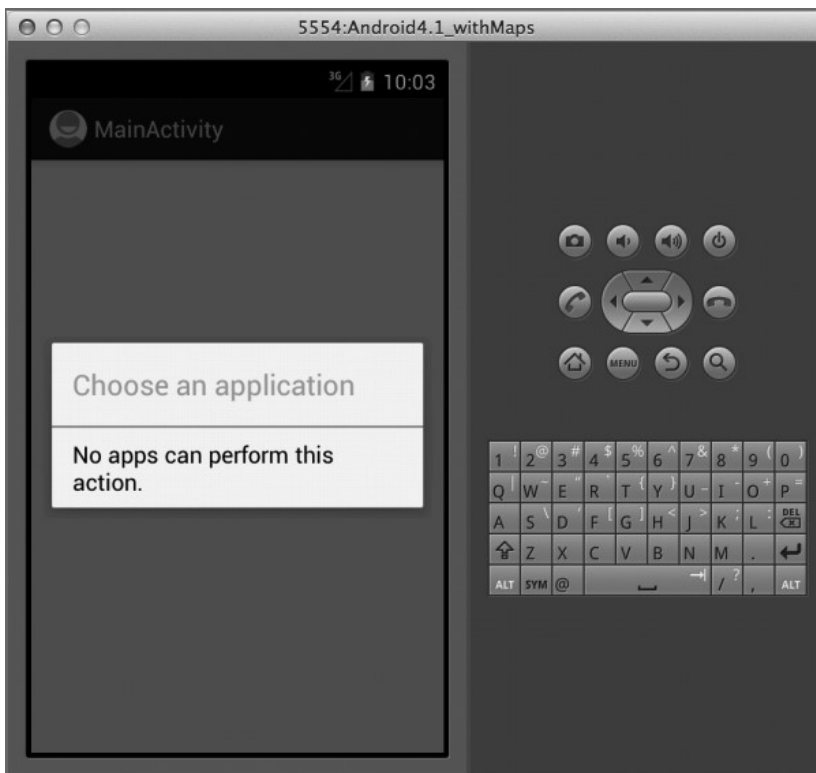 5554:Android4.1_withMaps
3G 10:03
MainActivity
Choose an application
No apps can perform this
action.
MENU
1 ! 2 @ 3 # 4 $ 5 % 6 ^ 7 & 8 * 9 ( 0 )
Q | W ~ E " R ` T { Y } U _ I - O + P =
A S \ D ' F [ G ] H < J > K ; L : DEL
Z X C V B N M .
ALT SYM @ / ? , ALT